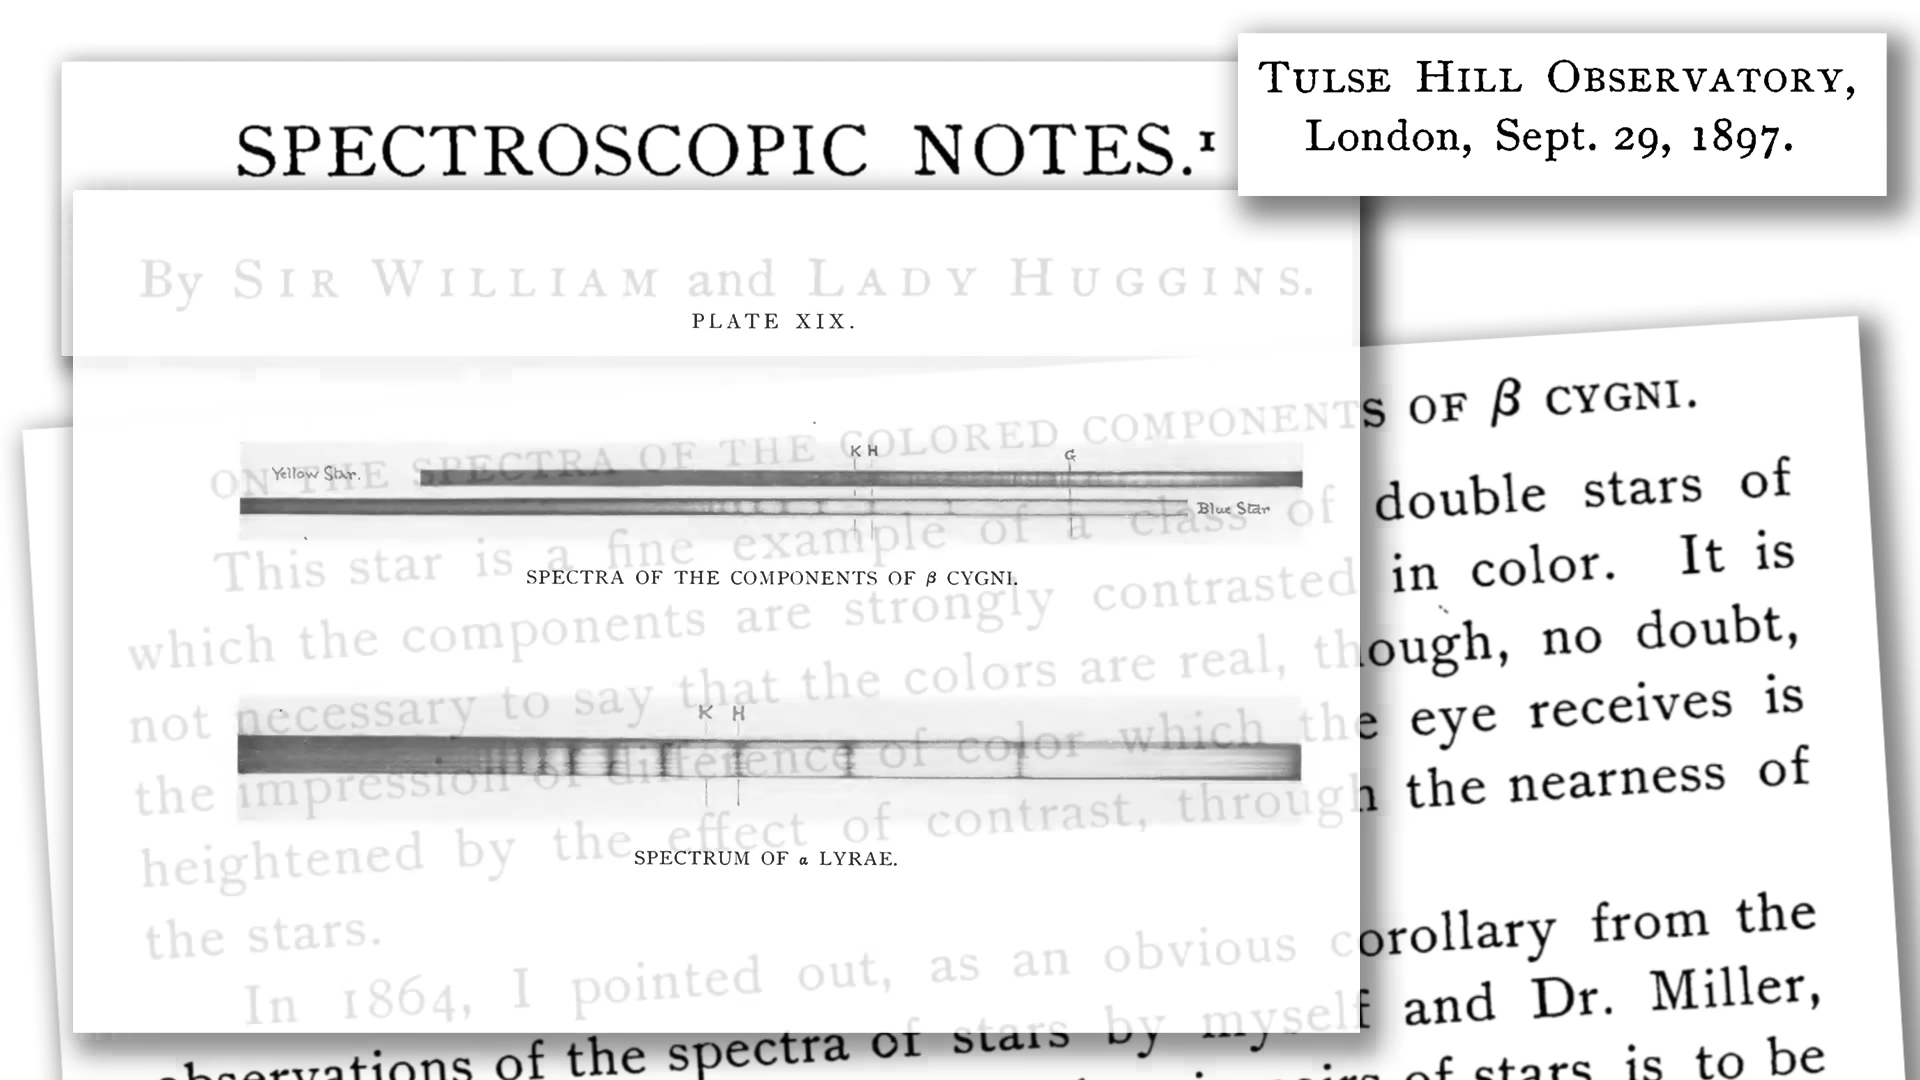 TULSE HILL OBSERVATORY,
London, Sept. 29, 1897.
SPECTROSCOPIC NOTES.¹
By SIR WILLIAM and LADY HUGGINS.
PLATE XIX.
ON THE SPECTRA OF THE COLORED COMPONENTS OF β CYGNI.
K H
G
Yellow Star.
Blue Star
This star is a fine example of a class of double stars of
SPECTRA OF THE COMPONENTS OF β CYGNI.
which the components are strongly contrasted in color. It is
not necessary to say that the colors are real, though, no doubt,
K H
the impression of difference of color which the eye receives is
heightened by the effect of contrast, through the nearness of
SPECTRUM OF α LYRAE.
the stars.
In 1864, I pointed out, as an obvious corollary from the
observations of the spectra of stars by myself and Dr. Miller,
pairs of stars is to be